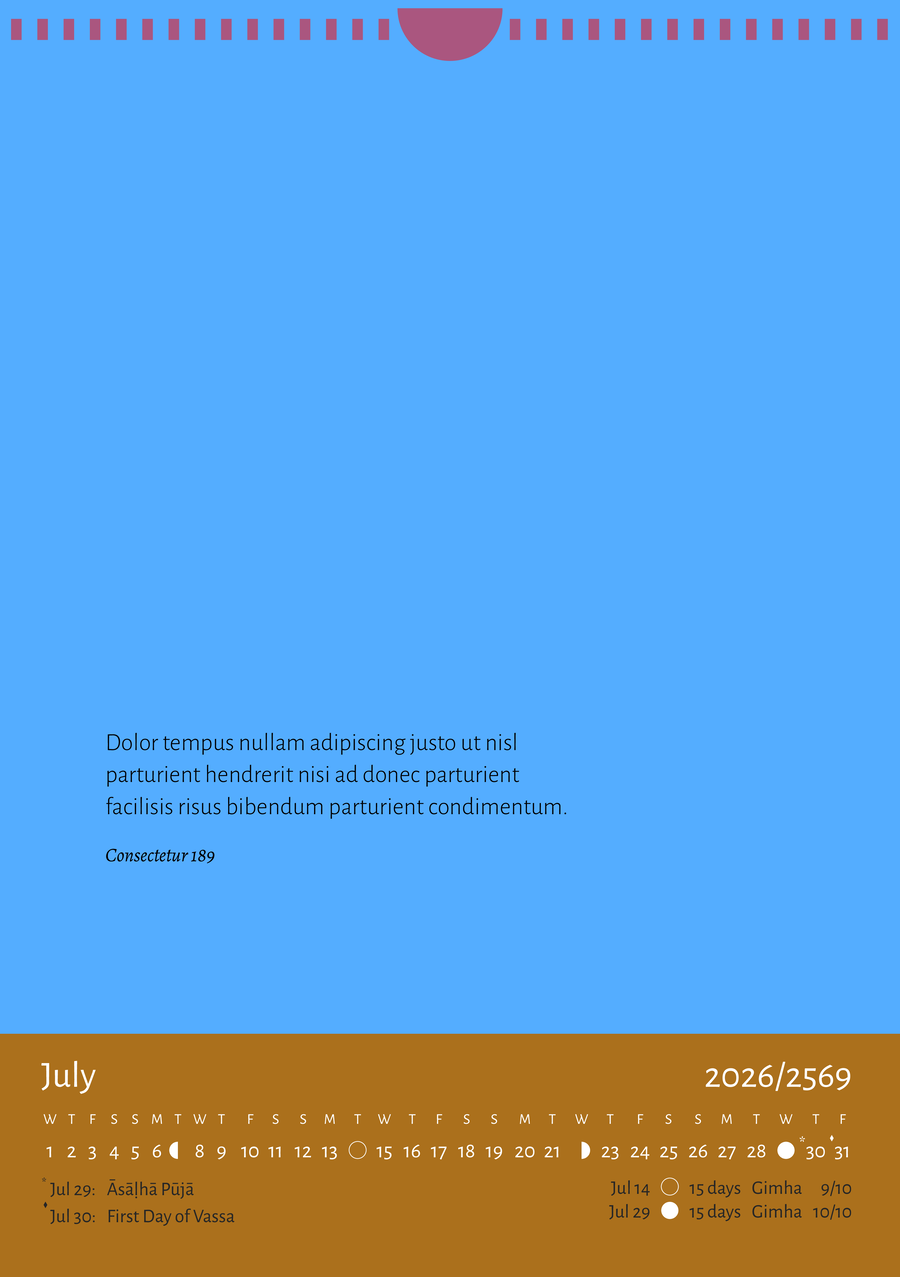 Dolor tempus nullam adipiscing justo ut nisl
parturient hendrerit nisi ad donec parturient
facilisis risus bibendum parturient condimentum.
Consectetur 189
July 2026/2569
W T F S S M T W T F S S M T W T F S S M T W T F S S M T W T F
1 2 3 4 5 6 8 9 10 11 12 13 15 16 17 18 19 20 21 23 24 25 26 27 28 *30 ♦31
* Jul 29: Āsāḷhā Pūjā
♦ Jul 30: First Day of Vassa
Jul 14 15 days Gimha 9/10
Jul 29 15 days Gimha 10/10